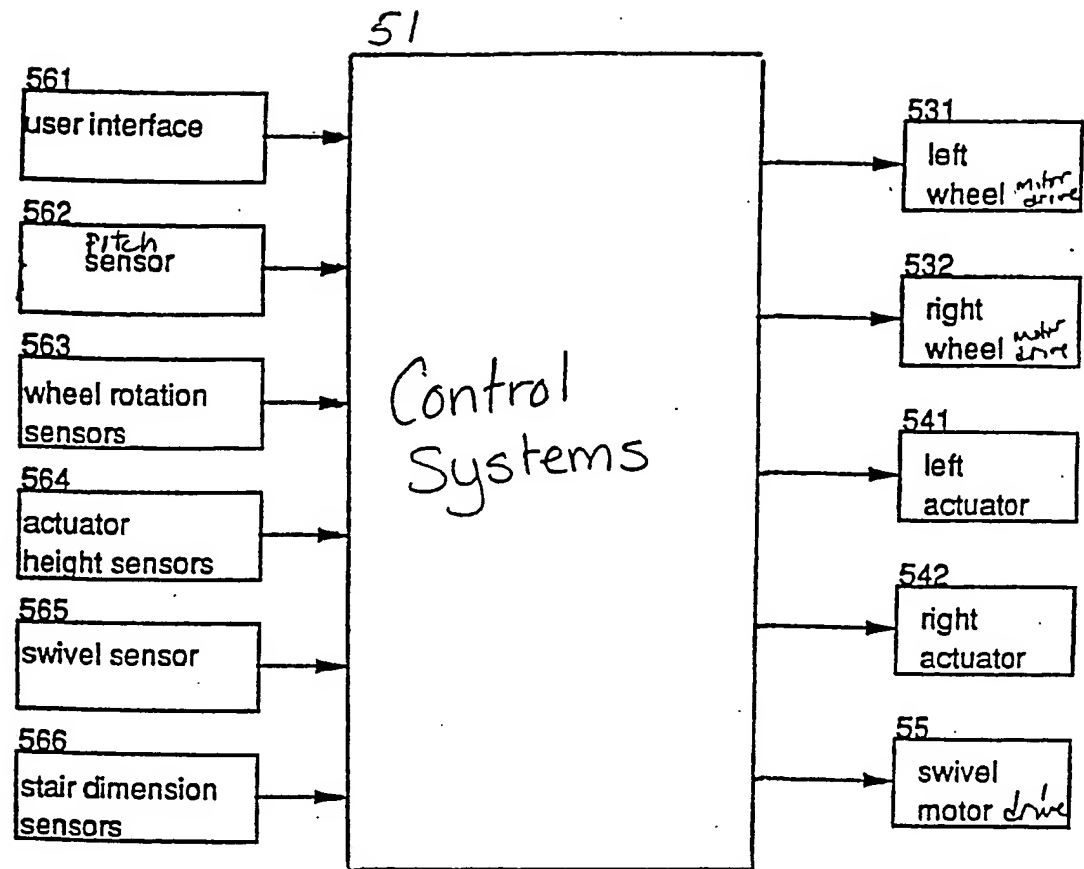 51
561
user interface
562
Pitch
sensor
563
wheel rotation
sensors
564
actuator
height sensors
565
swivel sensor
566
stair dimension
sensors
Control
Systems
531
left
wheel motor
drive
532
right
wheel motor
drive
541
left
actuator
542
right
actuator
55
swivel
motor drive